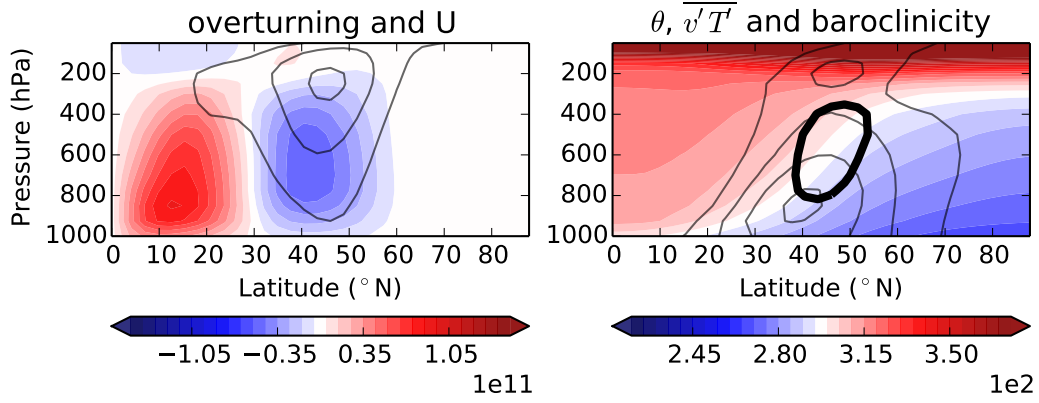 overturning and U
Pressure (hPa)
200
400
600
800
1000
0 10 20 30 40 50 60 70 80
Latitude (°N)
−1.05 −0.35 0.35 1.05
1e11
θ, v′T′ and baroclinicity
200
400
600
800
1000
0 10 20 30 40 50 60 70 80
Latitude (°N)
2.45 2.80 3.15 3.50
1e2